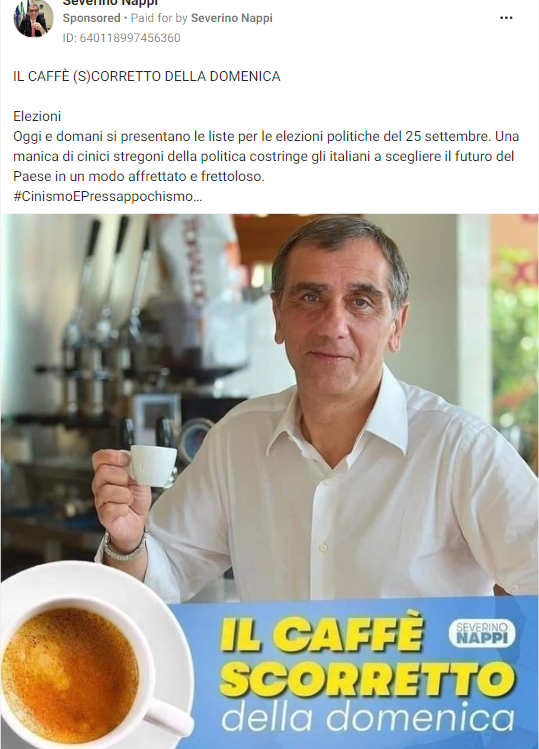 Severino Nappi
Sponsored • Paid for by Severino Nappi
ID: 640118997456360
IL CAFFÈ (S)CORRETTO DELLA DOMENICA
Elezioni
Oggi e domani si presentano le liste per le elezioni politiche del 25 settembre. Una
manica di cinici stregoni della politica costringe gli italiani a scegliere il futuro del
Paese in un modo affrettato e frettoloso.
#CinismoEPressappochismo...
IL CAFFÈ
SEVERINO
NAPPI
SCORRETTO
della domenica